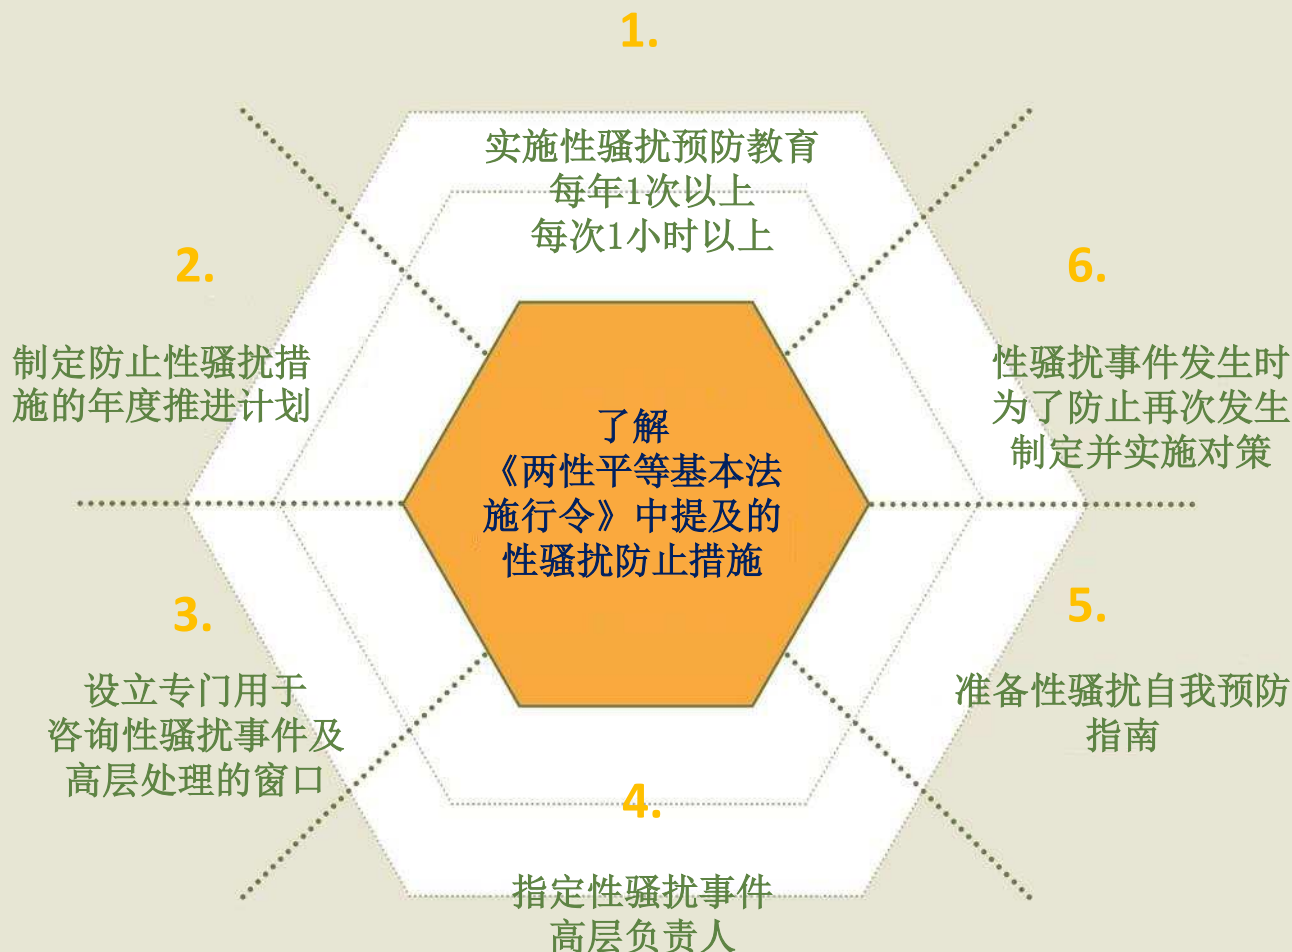 1.
实施性骚扰预防教育
每年1次以上
每次1小时以上
2.
制定防止性骚扰措
施的年度推进计划
3.
设立专门用于
咨询性骚扰事件及
高层处理的窗口
4.
指定性骚扰事件
高层负责人
5.
准备性骚扰自我预防
指南
6.
性骚扰事件发生时
为了防止再次发生
制定并实施对策
了解
《两性平等基本法
施行令》中提及的
性骚扰防止措施